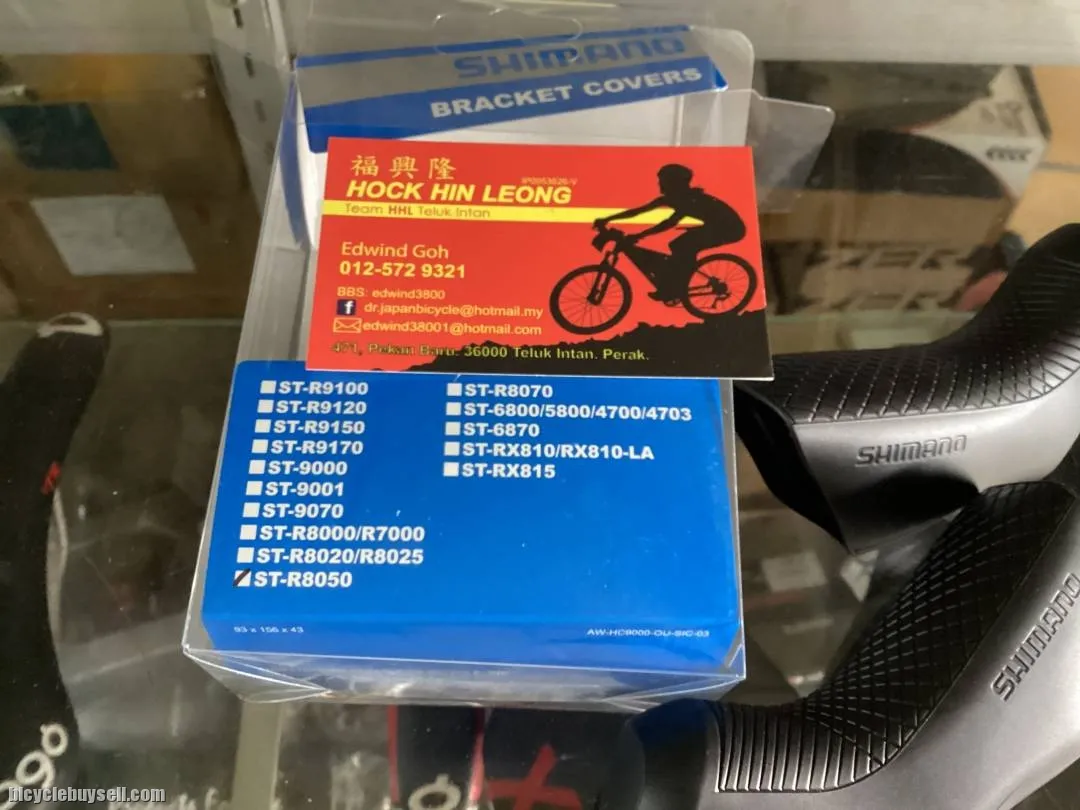 SHIMANO
BRACKET COVERS
福興隆
IP0053626-V
HOCK HIN LEONG
Team HHL Teluk Intan
Edwind Goh
012-572 9321
BBS: edwind3800
f dr.japanbicycle@hotmail.my
edwind38001@hotmail.com
471, Pekan Baru. 36000 Teluk Intan. Perak.
ST-R9100
ST-R9120
ST-R9150
ST-R9170
ST-9000
ST-9001
ST-9070
ST-R8000/R7000
ST-R8020/R8025
ST-R8050
ST-R8070
ST-6800/5800/4700/4703
ST-6870
ST-RX810/RX810-LA
ST-RX815
93 x 156 x 43
AW-HC9000-OU-SIC-03
SHIMANO
SHIMANO
bicyclebuysell.com